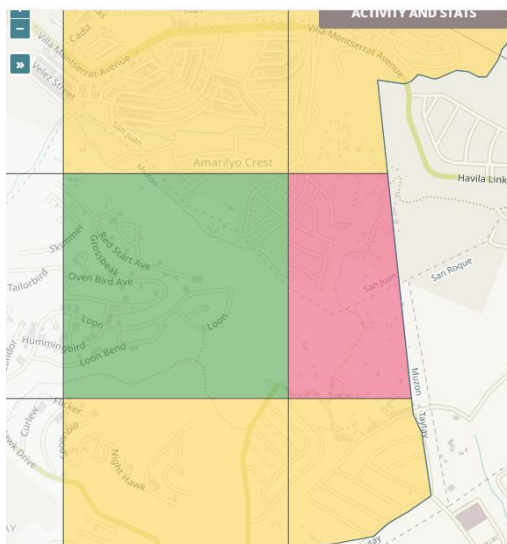 ACTIVITY AND STATS
+
−
»
Cadiz
Villa Montserrat Avenue
San Juan
Villa Montserrat Avenue
Velez Street
San Juan
Muzon
Amarilyo Crest
Havila Link
Skimmer
Red Start Ave
Grosbeak
San Roque
Tailorbird
Oven Bird Ave
San Juan
Loon
Loon
Hummingbird
Loon Bend
Muzon
Taytay
Flicker
Curlew
Night Hawk
Hawk Drive